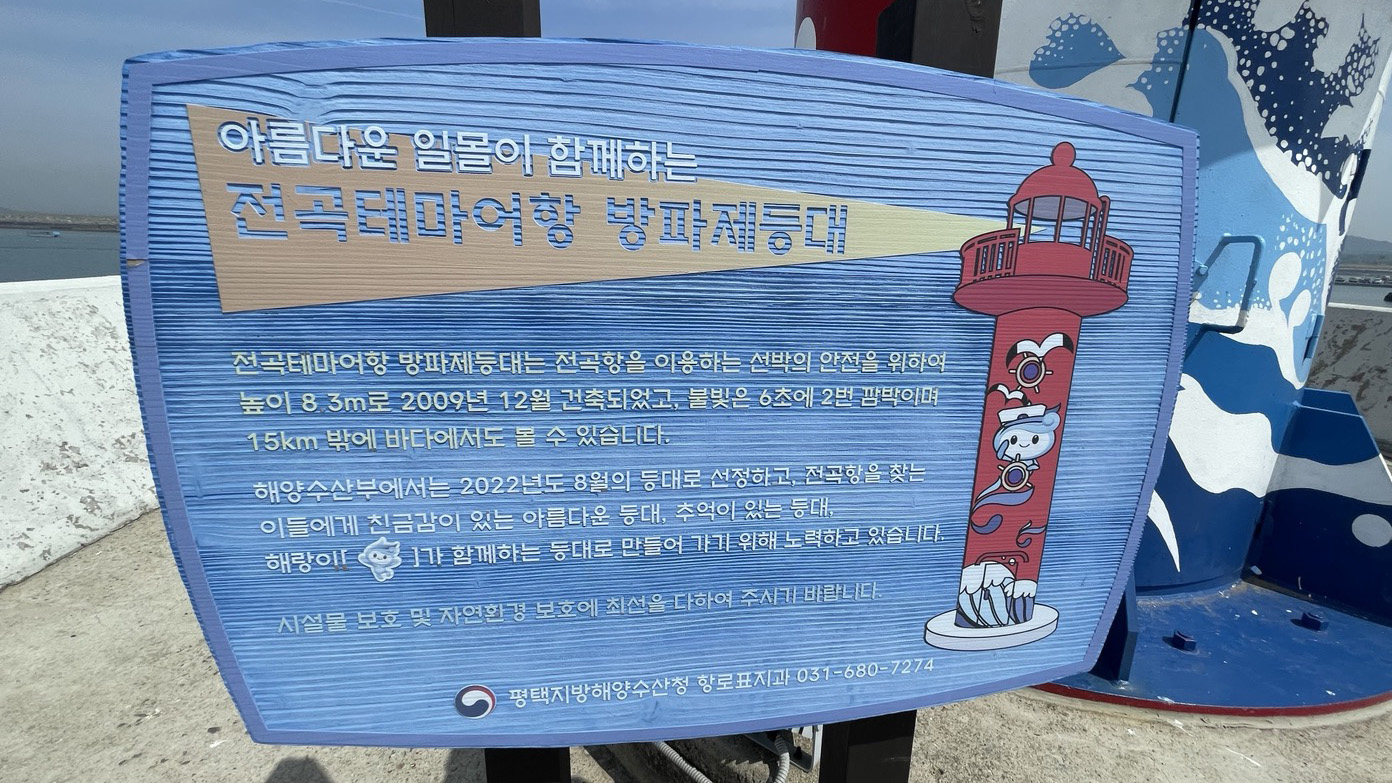 아름다운 일몰이 함께하는
전곡테마어항 방파제등대
전곡테마어항 방파제등대는 전곡항을 이용하는 선박의 안전을 위하여
높이 8.3m로 2009년 12월 건축되었고, 불빛은 6초에 2번 깜박이며
15km 밖에 바다에서도 볼 수 있습니다.
해양수산부에서는 2022년도 8월의 등대로 선정하고, 전곡항을 찾는
이들에게 친금감이 있는 아름다운 등대, 추억이 있는 등대,
해랑이[ ]가 함께하는 등대로 만들어 가기 위해 노력하고 있습니다.
시설물 보호 및 자연환경 보호에 최선을 다하여 주시기 바랍니다.
평택지방해양수산청 항로표지과 031-680-7274